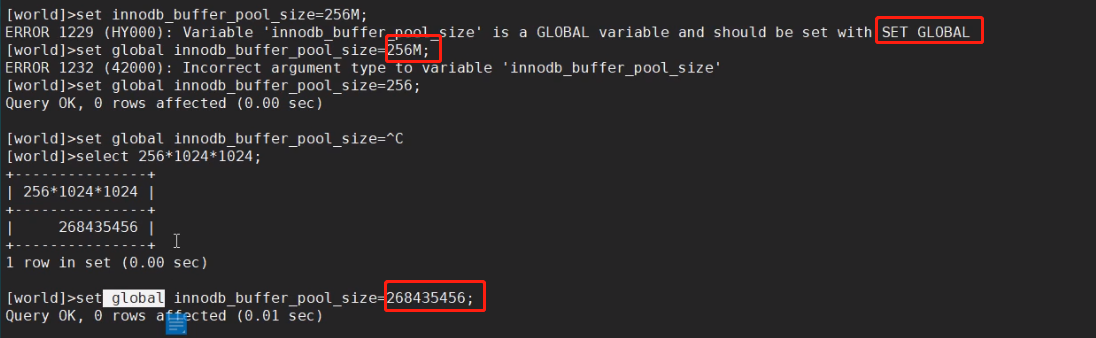 [world]>set innodb_buffer_pool_size=256M;
ERROR 1229 (HY000): Variable 'innodb_buffer_pool_size' is a GLOBAL variable and should be set with SET GLOBAL
[world]>set global innodb_buffer_pool_size=256M;
ERROR 1232 (42000): Incorrect argument type to variable 'innodb_buffer_pool_size'
[world]>set global innodb_buffer_pool_size=256;
Query OK, 0 rows affected (0.00 sec)
[world]>set global innodb_buffer_pool_size=^C
[world]>select 256*1024*1024;
+---------------+
| 256*1024*1024 |
+---------------+
|     268435456 |
+---------------+
1 row in set (0.00 sec)
[world]>set global innodb_buffer_pool_size=268435456;
Query OK, 0 rows affected (0.01 sec)